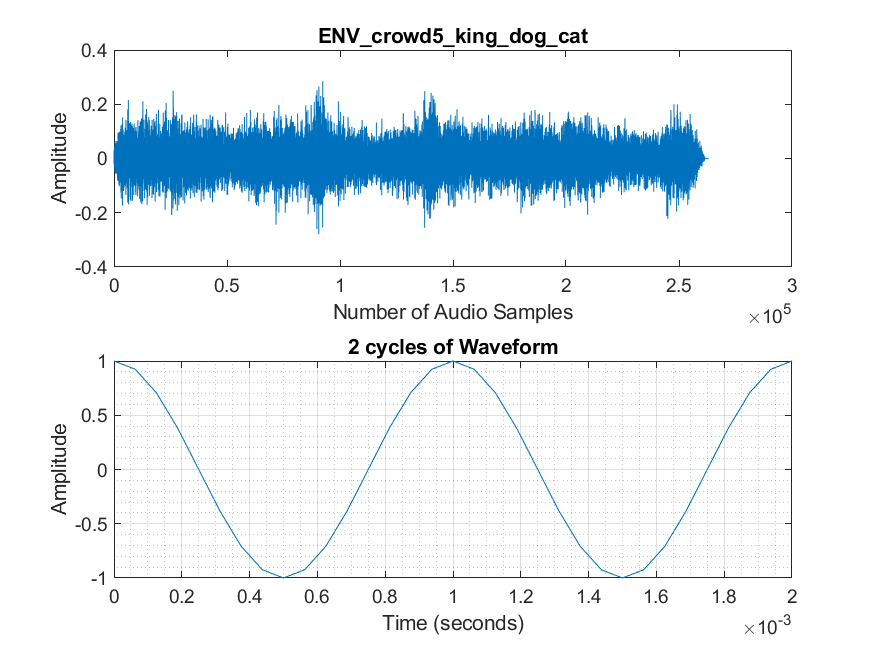 ENV_crowd5_king_dog_cat
0.4
0.2
0
-0.2
-0.4
Amplitude
0 0.5 1 1.5 2 2.5 3
Number of Audio Samples
×10^5
2 cycles of Waveform
1
0.5
0
-0.5
-1
Amplitude
0 0.2 0.4 0.6 0.8 1 1.2 1.4 1.6 1.8 2
Time (seconds)
×10^-3